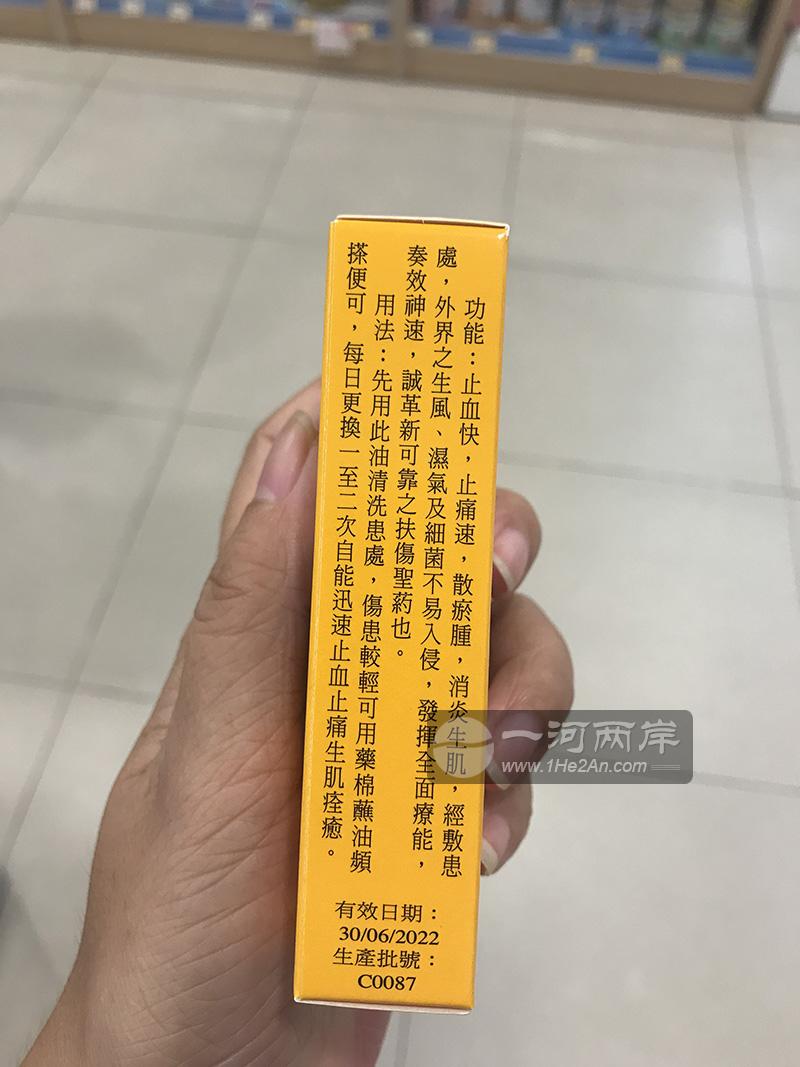 功能：止血快，止痛速，散瘀腫，消炎生肌，經敷患
處，外界之生風、濕氣及細菌不易入侵，發揮全面療能，
奏效神速，誠革新可靠之扶傷聖葯也。
用法：先用此油清洗患處，傷患較輕可用藥棉蘸油頻
搽便可，每日更換一至二次自能迅速止血止痛生肌痊癒。
有效日期：
30/06/2022
生產批號：
C0087
一河两岸
www.1He2An.com